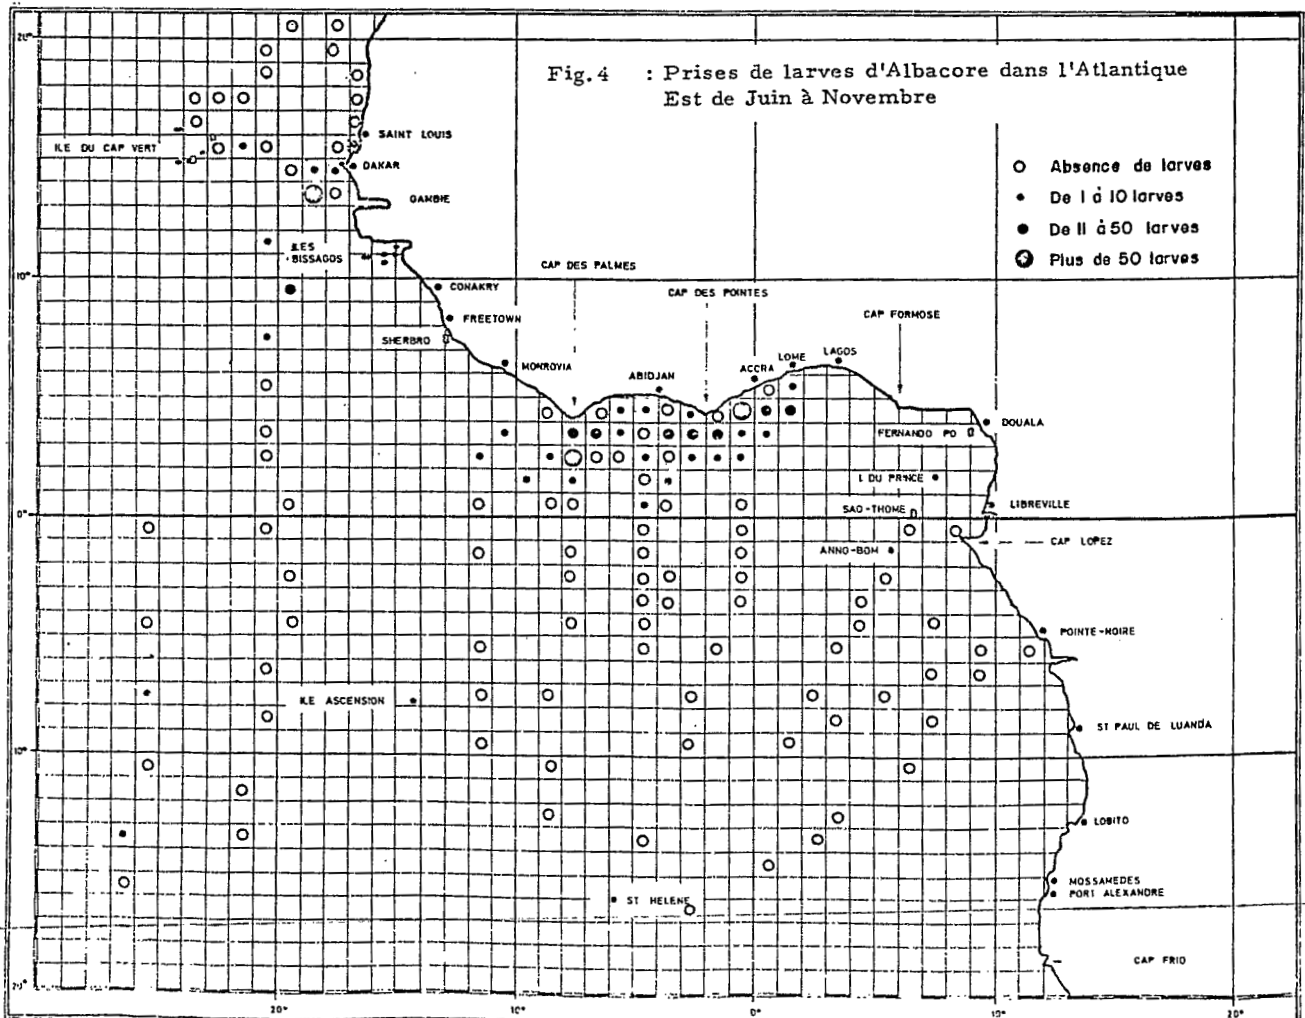 Fig. 4 : Prises de larves d'Albacore dans l'Atlantique
Est de Juin à Novembre
Absence de larves
De 1 à 10 larves
De 11 à 50 larves
Plus de 50 larves
ILE DU CAP VERT
SAINT LOUIS
DAKAR
GAMBIE
ILES
BISSAGOS
CONAKRY
FREETOWN
SHERBRO
MONROVIA
CAP DES PALMES
CAP DES POINTES
CAP FORMOSE
ABIDJAN
ACCRA
LOME
LAGOS
FERNANDO PO
DOUALA
I. DU PRINCE
SAO-THOME
LIBREVILLE
CAP LOPEZ
ANNO-BOM
POINTE-NOIRE
ILE ASCENSION
ST PAUL DE LUANDA
LOBITO
MOSSAMEDES
PORT ALEXANDRE
ST HELENE
CAP FRIO
20°
10°
0°
10°
20°
20°
10°
0°
10°
20°